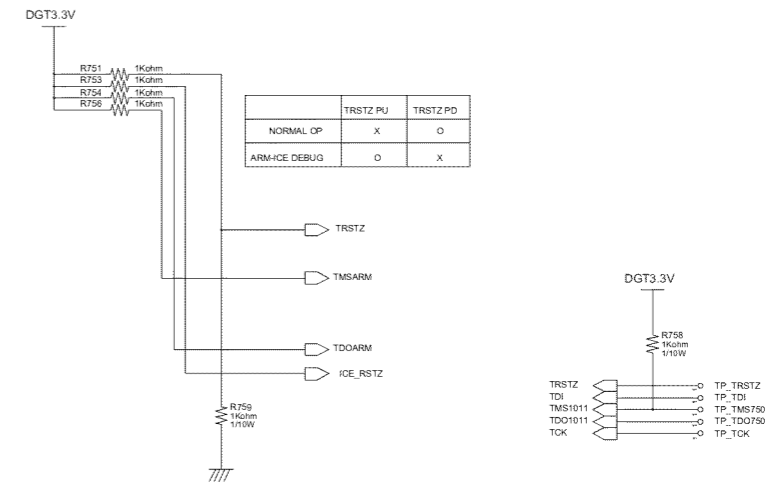 DGT3.3V
R751 1Kohm
R753 1Kohm
R754 1Kohm
R756 1Kohm
TRSTZ PU TRSTZ PD
NORMAL OP X O
ARM-ICE DEBUG O X
TRSTZ
TMSARM
TDOARM
ICE_RSTZ
R759
1Kohm
1/10W
DGT3.3V
R758
1Kohm
1/10W
TRSTZ TP_TRSTZ
TDI TP_TDI
TMS1011 TP_TMS750
TDO1011 TP_TDO750
TCK TP_TCK